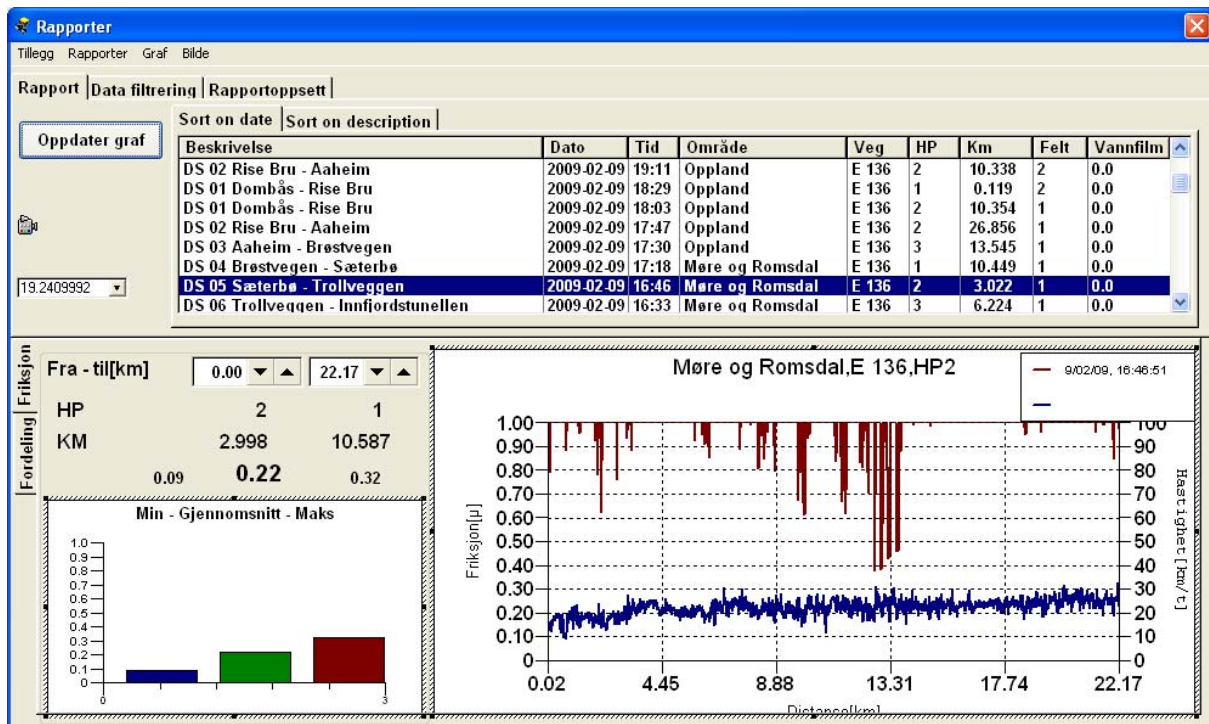 Rapporter
Tillegg Rapporter Graf Bilde
Rapport Data filtrering Rapportoppsett
Oppdater graf
19.2409992
Sort on date Sort on description
Beskrivelse Dato Tid Område Veg HP Km Felt Vannfilm
DS 02 Rise Bru - Aaheim 2009-02-09 19:11 Oppland E 136 2 10.338 2 0.0
DS 01 Dombås - Rise Bru 2009-02-09 18:29 Oppland E 136 1 0.119 2 0.0
DS 01 Dombås - Rise Bru 2009-02-09 18:03 Oppland E 136 2 10.354 1 0.0
DS 02 Rise Bru - Aaheim 2009-02-09 17:47 Oppland E 136 2 26.856 1 0.0
DS 03 Aaheim - Brøstvegen 2009-02-09 17:30 Oppland E 136 3 13.545 1 0.0
DS 04 Brøstvegen - Sæterbø 2009-02-09 17:18 Møre og Romsdal E 136 1 10.449 1 0.0
DS 05 Sæterbø - Trollveggen 2009-02-09 16:46 Møre og Romsdal E 136 2 3.022 1 0.0
DS 06 Trollveggen - Innfjordstunellen 2009-02-09 16:33 Møre og Romsdal E 136 3 6.224 1 0.0
Friksjon
Fordeling
Fra - til[km] 0.00 22.17
HP 2 1
KM 2.998 10.587
0.09 0.22 0.32
Min - Gjennomsnitt - Maks
1.0
0.9
0.8
0.7
0.6
0.5
0.4
0.3
0.2
0.1
0
0 3
Møre og Romsdal,E 136,HP2
9/02/09, 16:46:51
Friksjon[µ]
1.00
0.90
0.80
0.70
0.60
0.50
0.40
0.30
0.20
0.10
0
100
90
80
70
60
50
40
30
20
10
0
Hastighet[km/t]
0.02 4.45 8.88 13.31 17.74 22.17
Distance[km]